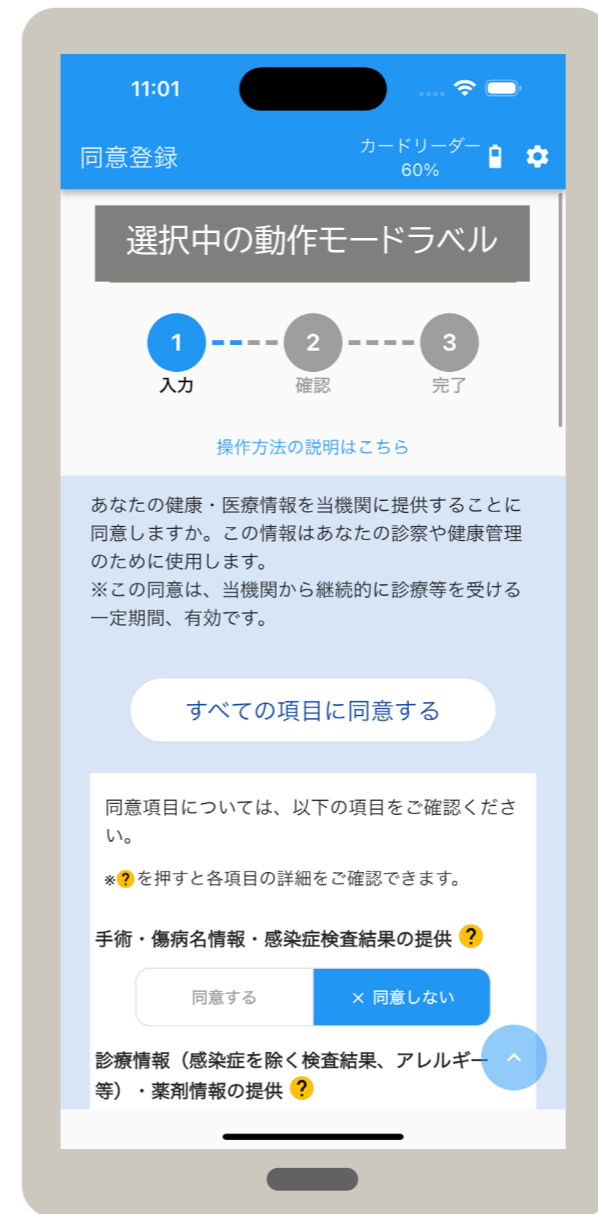 11:01
同意登録
カードリーダー
60%
選択中の動作モードラベル
1
2
3
入力
確認
完了
操作方法の説明はこちら
あなたの健康・医療情報を当機関に提供することに
同意しますか。この情報はあなたの診察や健康管理
のために使用します。
※この同意は、当機関から継続的に診療等を受ける
一定期間、有効です。
すべての項目に同意する
同意項目については、以下の項目をご確認くださ
い。
※?を押すと各項目の詳細をご確認できます。
手術・傷病名情報・感染症検査結果の提供 ?
同意する
× 同意しない
診療情報（感染症を除く検査結果、アレルギー
等）・薬剤情報の提供 ?